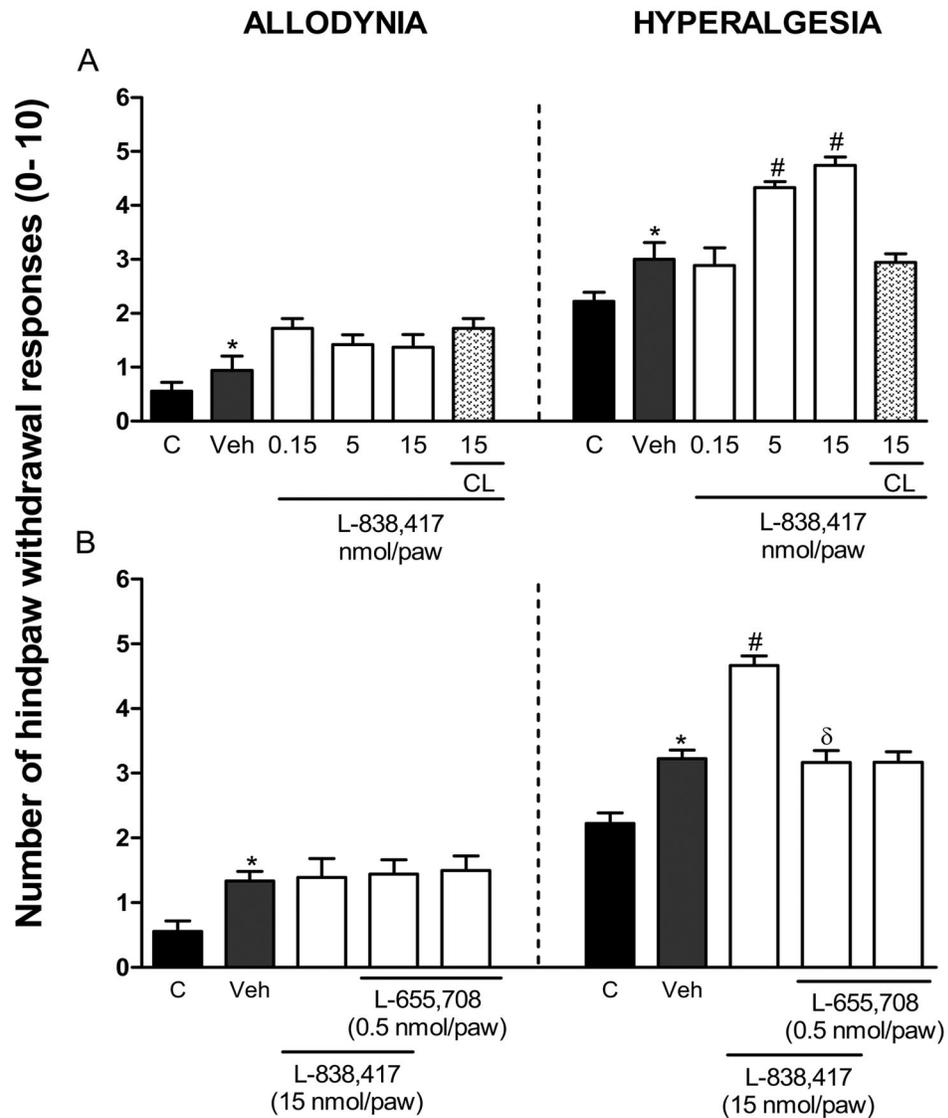 ALLODYNIA
HYPERALGESIA
Number of hindpaw withdrawal responses (0- 10)
A
6
5
4
3
2
1
0
*
C Veh 0.15 5 15 15
CL
L-838,417
nmol/paw
*
#
#
C Veh 0.15 5 15 15
CL
L-838,417
nmol/paw
B
6
5
4
3
2
1
0
*
C Veh
L-655,708
(0.5 nmol/paw)
L-838,417
(15 nmol/paw)
*
#
δ
C Veh
L-655,708
(0.5 nmol/paw)
L-838,417
(15 nmol/paw)